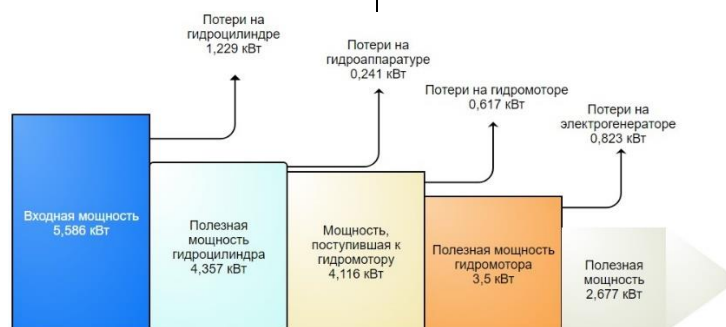 Потери на
гидроцилиндре
1,229 кВт
Потери на
гидроаппаратуре
0,241 кВт
Потери на гидромоторе
0,617 кВт
Потери на
электрогенераторе
0,823 кВт
Входная мощность
5,586 кВт
Полезная
мощность
гидроцилиндра
4,357 кВт
Мощность,
поступившая к
гидромотору
4,116 кВт
Полезная мощность
гидромотора
3,5 кВт
Полезная
мощность
2,677 кВт